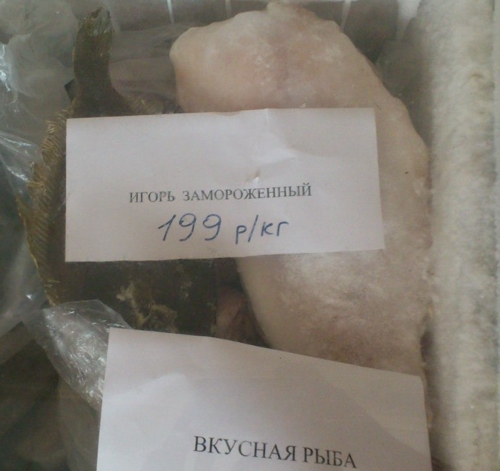 ИГОРЬ ЗАМОРОЖЕННЫЙ
199 р/кг
ВКУСНАЯ РЫБА